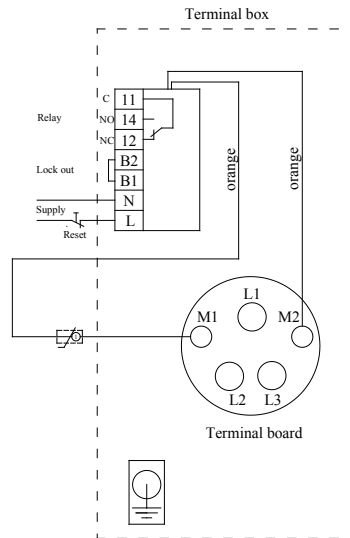 Terminal box
C 11
Relay NO 14
NC 12
Lock out B2
B1
N
Supply L
Reset
orange
orange
L1
M1 M2
L2 L3
Terminal board